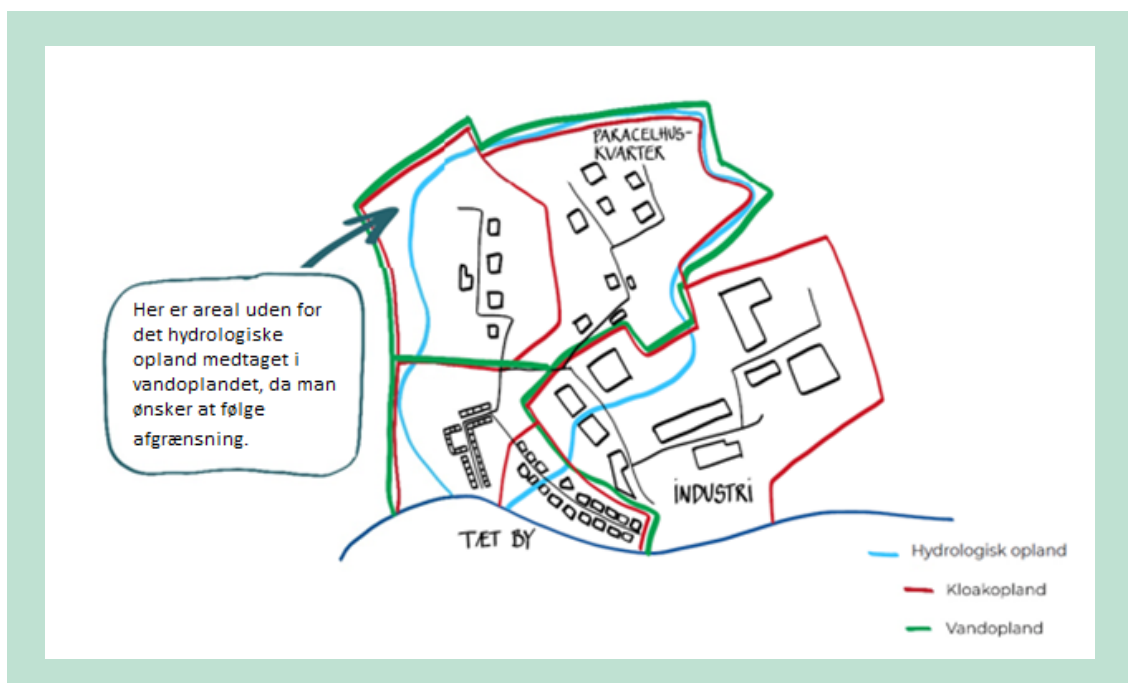 PARACELHUS-
KVARTER
Her er areal uden for
det hydrologiske
opland medtaget i
vandoplandet, da man
ønsker at følge
afgrænsning.
INDUSTRI
TÆT BY
Hydrologisk opland
Kloakopland
Vandopland